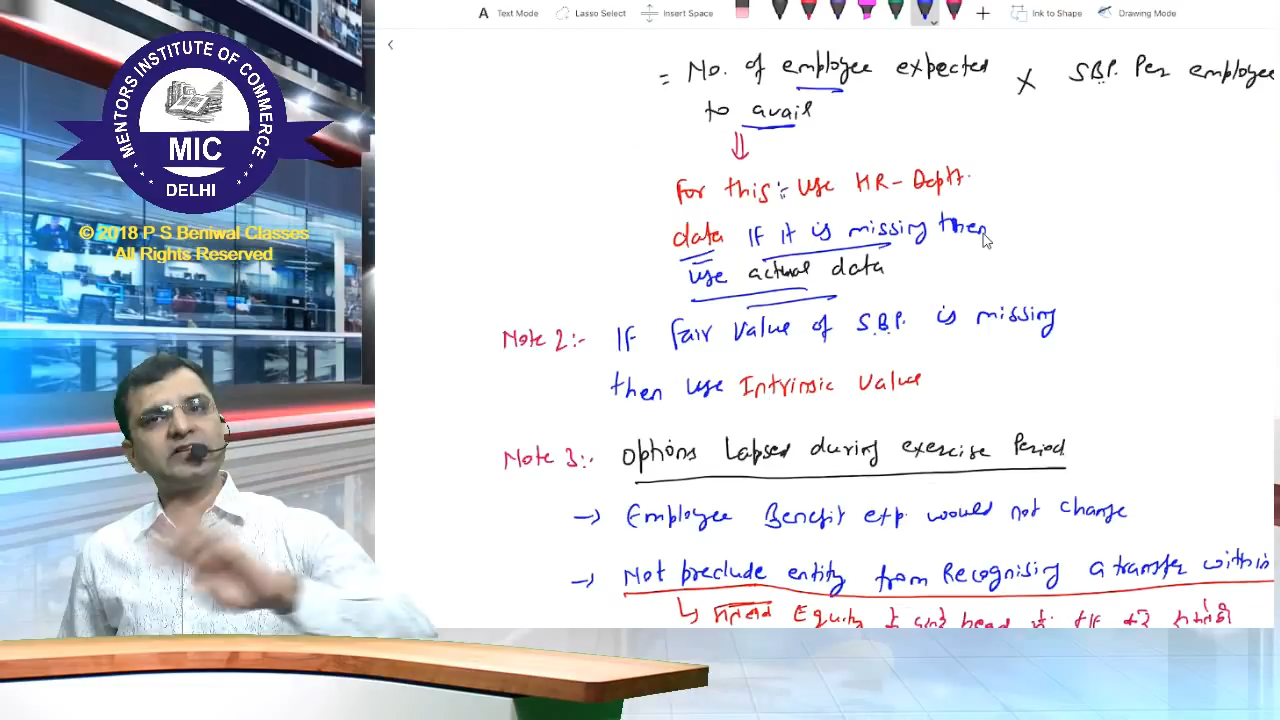 A Text Mode Lasso Select Insert Space Ink to Shape Drawing Mode
MENTORS INSTITUTE OF COMMERCE
MIC
DELHI
© 2018 P S Beniwal Classes
All Rights Reserved
= No. of employee expected × S.B.P. Per employee
to avail
For this:- Use HR-Deptt.
data IF it is missing then
use actual data
Note 2:- IF Fair value of S.B.P. is missing
then use Intrinsic value
Note 3:- Options Lapsed during exercise Period
→ Employee Benefit exp. would not change
→ Not preclude entity from Recognising a transfer within
Equity head